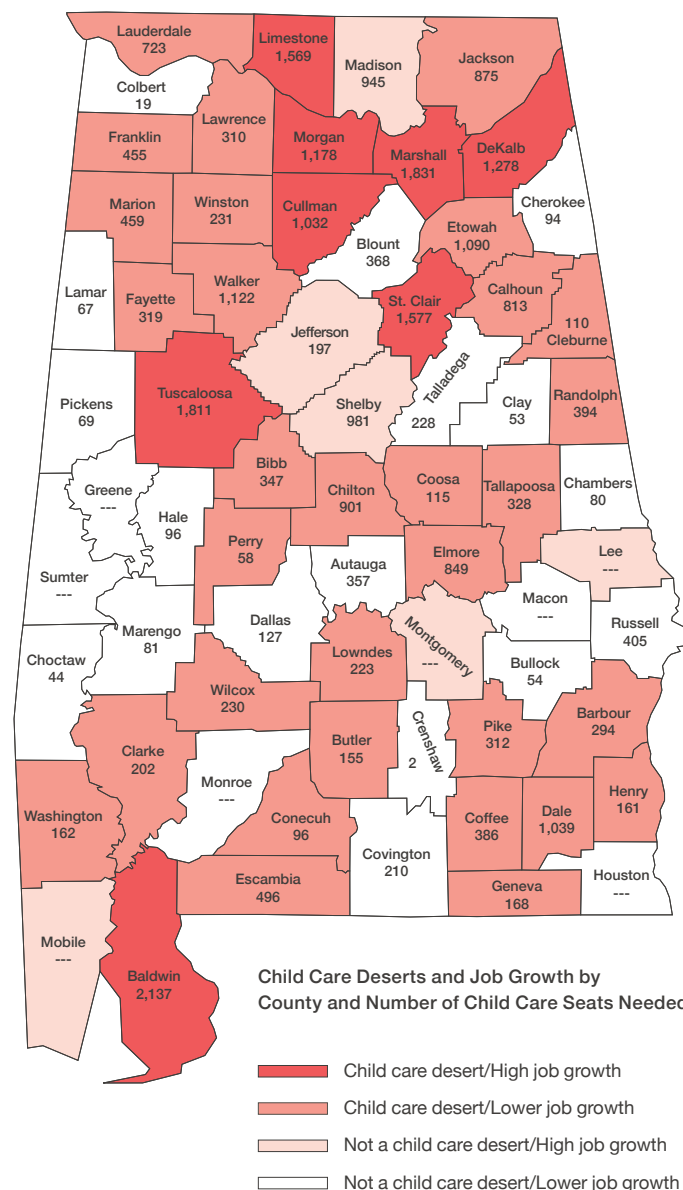 Lauderdale
723
Limestone
1,569
Madison
945
Jackson
875
Colbert
19
Lawrence
310
Franklin
455
Morgan
1,178
Marshall
1,831
DeKalb
1,278
Marion
459
Winston
231
Cullman
1,032
Cherokee
94
Blount
368
Etowah
1,090
Lamar
67
Fayette
319
Walker
1,122
St. Clair
1,577
Calhoun
813
110
Cleburne
Jefferson
197
Talladega
228
Pickens
69
Tuscaloosa
1,811
Shelby
981
Clay
53
Randolph
394
Greene
---
Hale
96
Bibb
347
Chilton
901
Coosa
115
Tallapoosa
328
Chambers
80
Sumter
---
Perry
58
Autauga
357
Elmore
849
Lee
---
Macon
---
Russell
405
Marengo
81
Dallas
127
Montgomery
---
Choctaw
44
Lowndes
223
Bullock
54
Wilcox
230
Clarke
202
Monroe
---
Butler
155
Crenshaw
2
Pike
312
Barbour
294
Washington
162
Conecuh
96
Coffee
386
Dale
1,039
Henry
161
Covington
210
Escambia
496
Geneva
168
Houston
---
Mobile
---
Baldwin
2,137
Child Care Deserts and Job Growth by
County and Number of Child Care Seats Needed
Child care desert/High job growth
Child care desert/Lower job growth
Not a child care desert/High job growth
Not a child care desert/Lower job growth